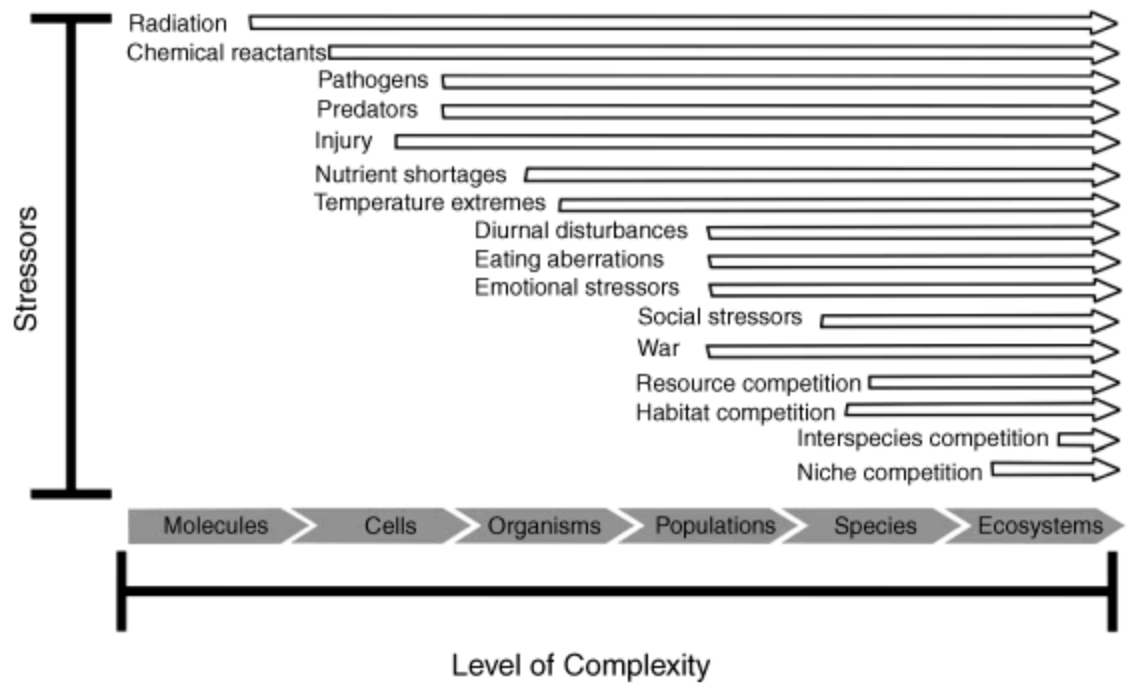 Radiation
Chemical reactants
Pathogens
Predators
Injury
Nutrient shortages
Temperature extremes
Diurnal disturbances
Eating aberrations
Emotional stressors
Social stressors
War
Resource competition
Habitat competition
Interspecies competition
Niche competition
Stressors
Molecules Cells Organisms Populations Species Ecosystems
Level of Complexity